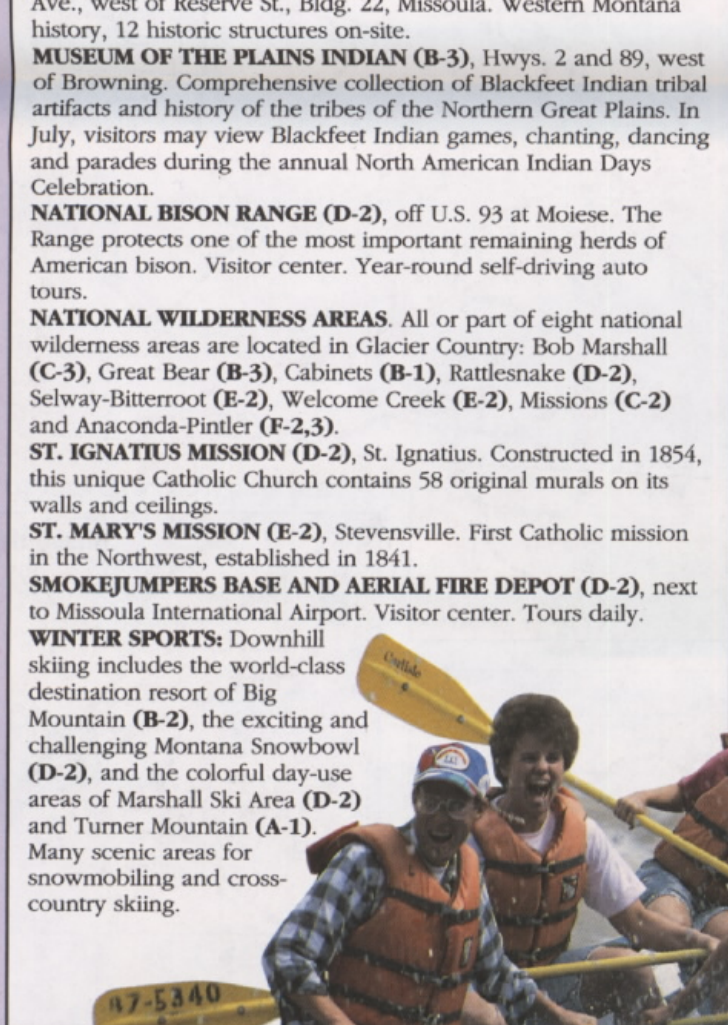 Ave., west of Reserve St., Bldg. 22, Missoula. Western Montana
history, 12 historic structures on-site.
MUSEUM OF THE PLAINS INDIAN (B-3), Hwys. 2 and 89, west
of Browning. Comprehensive collection of Blackfeet Indian tribal
artifacts and history of the tribes of the Northern Great Plains. In
July, visitors may view Blackfeet Indian games, chanting, dancing
and parades during the annual North American Indian Days
Celebration.
NATIONAL BISON RANGE (D-2), off U.S. 93 at Moiese. The
Range protects one of the most important remaining herds of
American bison. Visitor center. Year-round self-driving auto
tours.
NATIONAL WILDERNESS AREAS. All or part of eight national
wilderness areas are located in Glacier Country: Bob Marshall
(C-3), Great Bear (B-3), Cabinets (B-1), Rattlesnake (D-2),
Selway-Bitterroot (E-2), Welcome Creek (E-2), Missions (C-2)
and Anaconda-Pintler (F-2,3).
ST. IGNATIUS MISSION (D-2), St. Ignatius. Constructed in 1854,
this unique Catholic Church contains 58 original murals on its
walls and ceilings.
ST. MARY'S MISSION (E-2), Stevensville. First Catholic mission
in the Northwest, established in 1841.
SMOKEJUMPERS BASE AND AERIAL FIRE DEPOT (D-2), next
to Missoula International Airport. Visitor center. Tours daily.
WINTER SPORTS: Downhill
skiing includes the world-class
destination resort of Big
Mountain (B-2), the exciting and
challenging Montana Snowbowl
(D-2), and the colorful day-use
areas of Marshall Ski Area (D-2)
and Turner Mountain (A-1).
Many scenic areas for
snowmobiling and cross-
country skiing.
Carlisle
87-5340